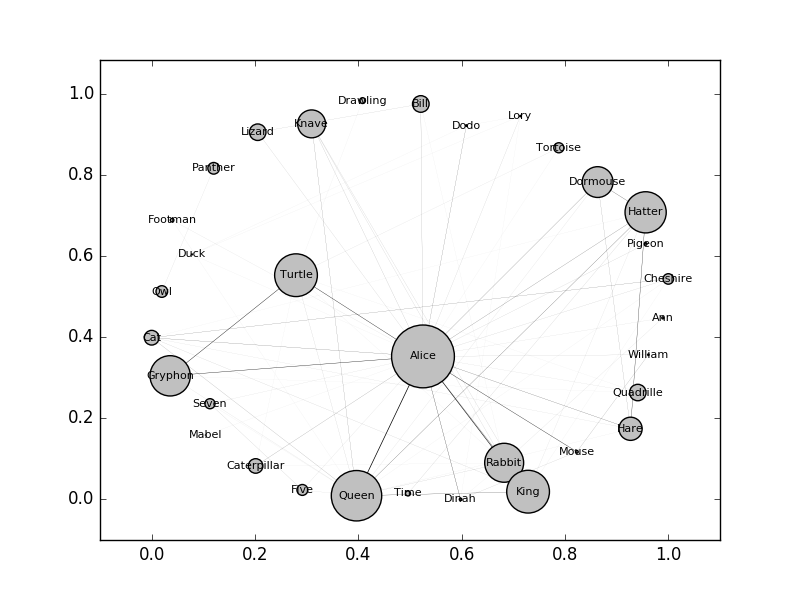 1.0
Drawling
Bill
Lory
Knave
Dodo
Lizard
Tortoise
0.8
Panther
Dormouse
Footman
Hatter
Duck
Pigeon
0.6
Turtle
Cheshire
Owl
Ann
0.4
Cat
Alice
William
Gryphon
Quadrille
Seven
0.2
Mabel
Hare
Caterpillar
Rabbit
Mouse
Five
Queen
Time
Dinah
King
0.0
0.0 0.2 0.4 0.6 0.8 1.0